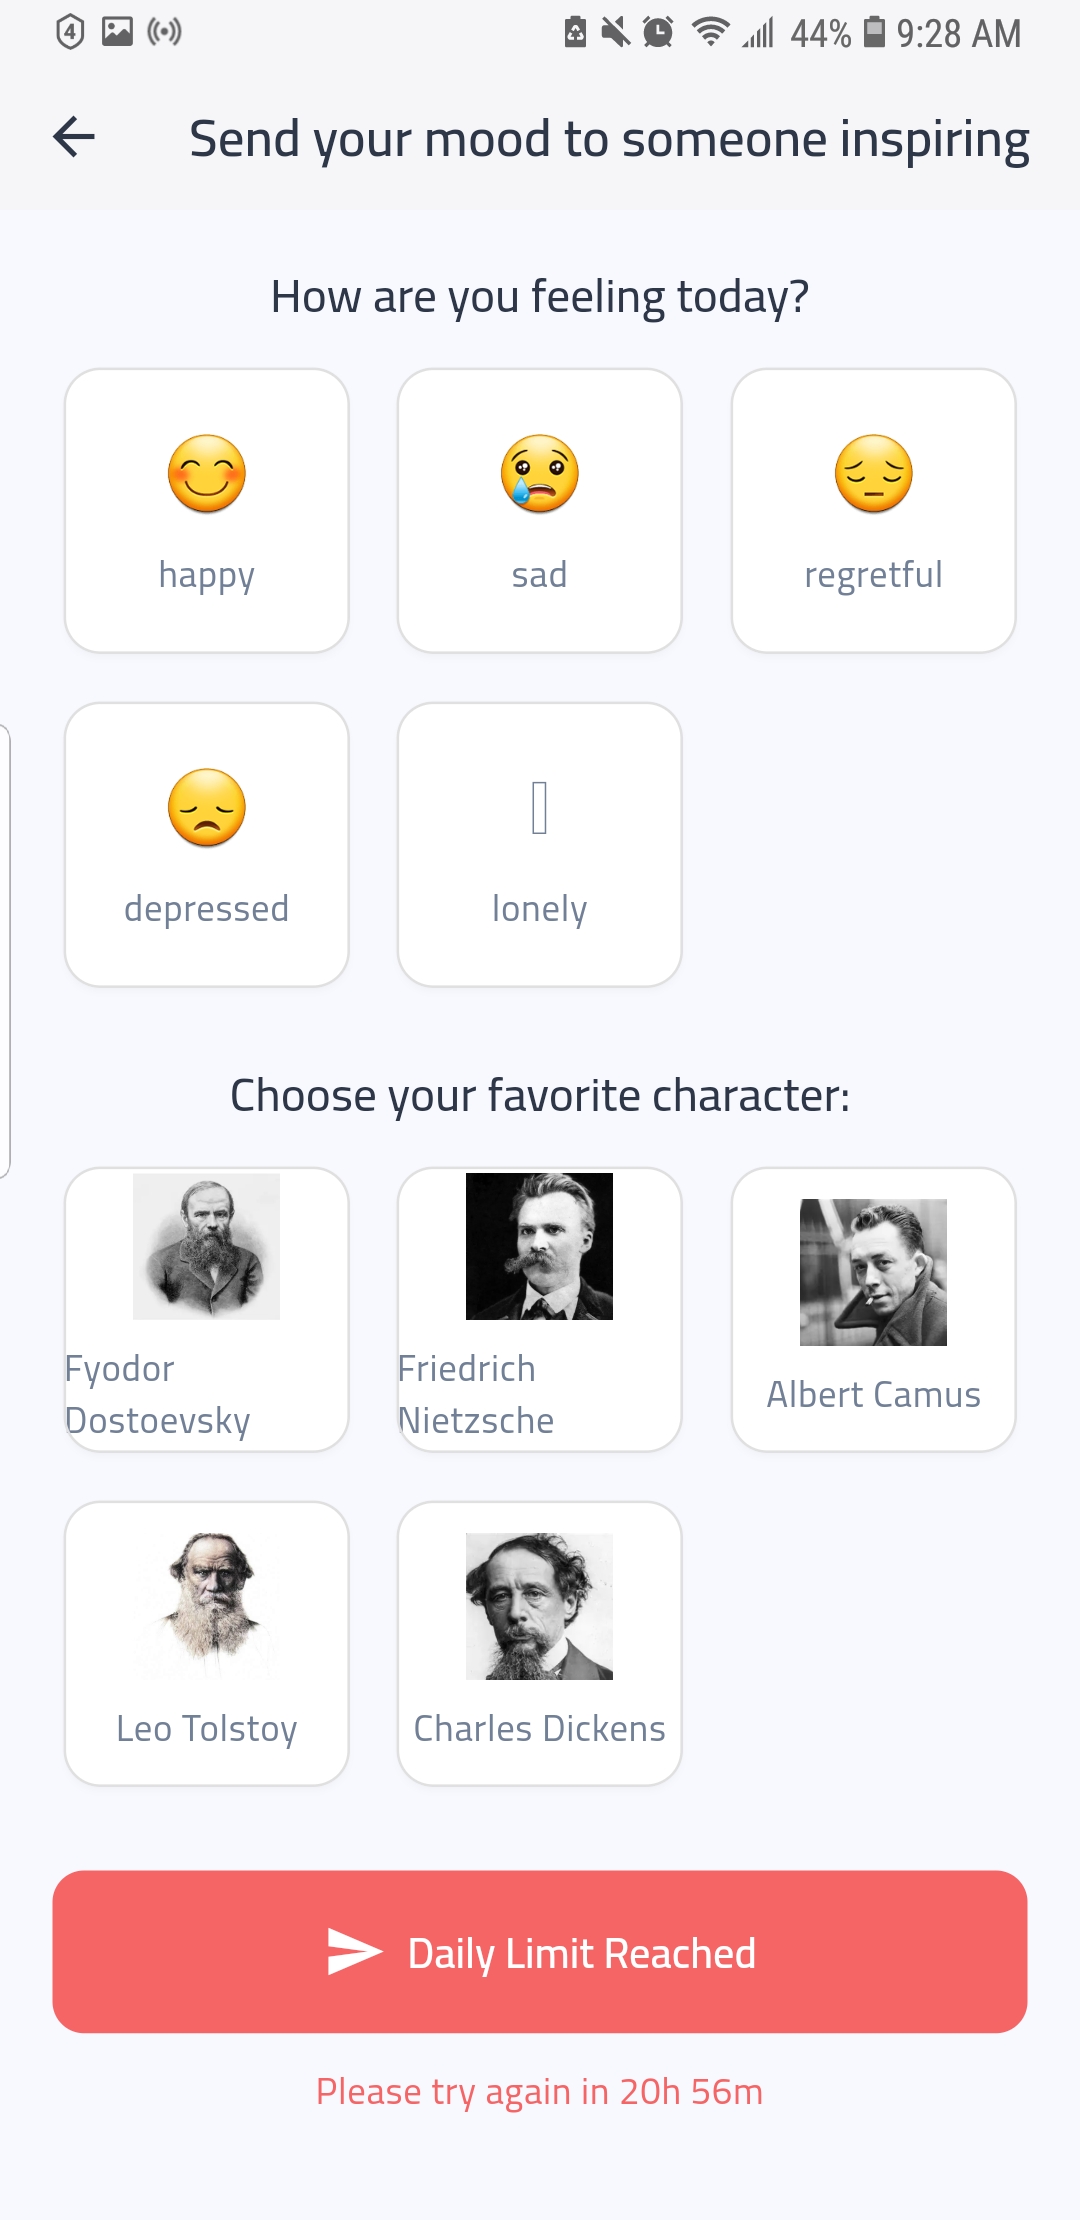 4 44% 9:28 AM
Send your mood to someone inspiring
How are you feeling today?
happy sad regretful
depressed lonely
Choose your favorite character:
Fyodor
Dostoevsky
Friedrich
Nietzsche
Albert Camus
Leo Tolstoy Charles Dickens
Daily Limit Reached
Please try again in 20h 56m